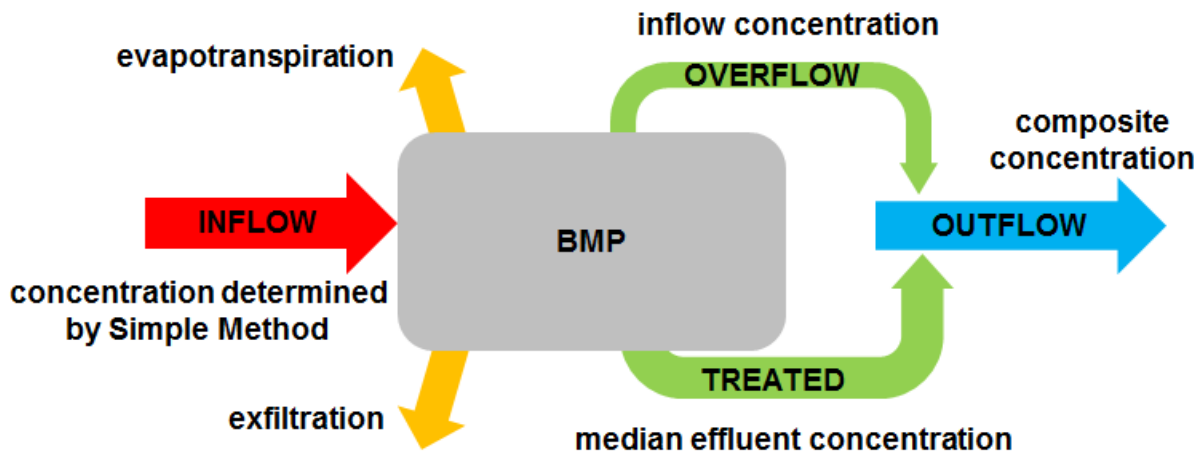 inflow concentration
evapotranspiration
OVERFLOW
composite
concentration
INFLOW
BMP
OUTFLOW
concentration determined
by Simple Method
TREATED
exfiltration
median effluent concentration